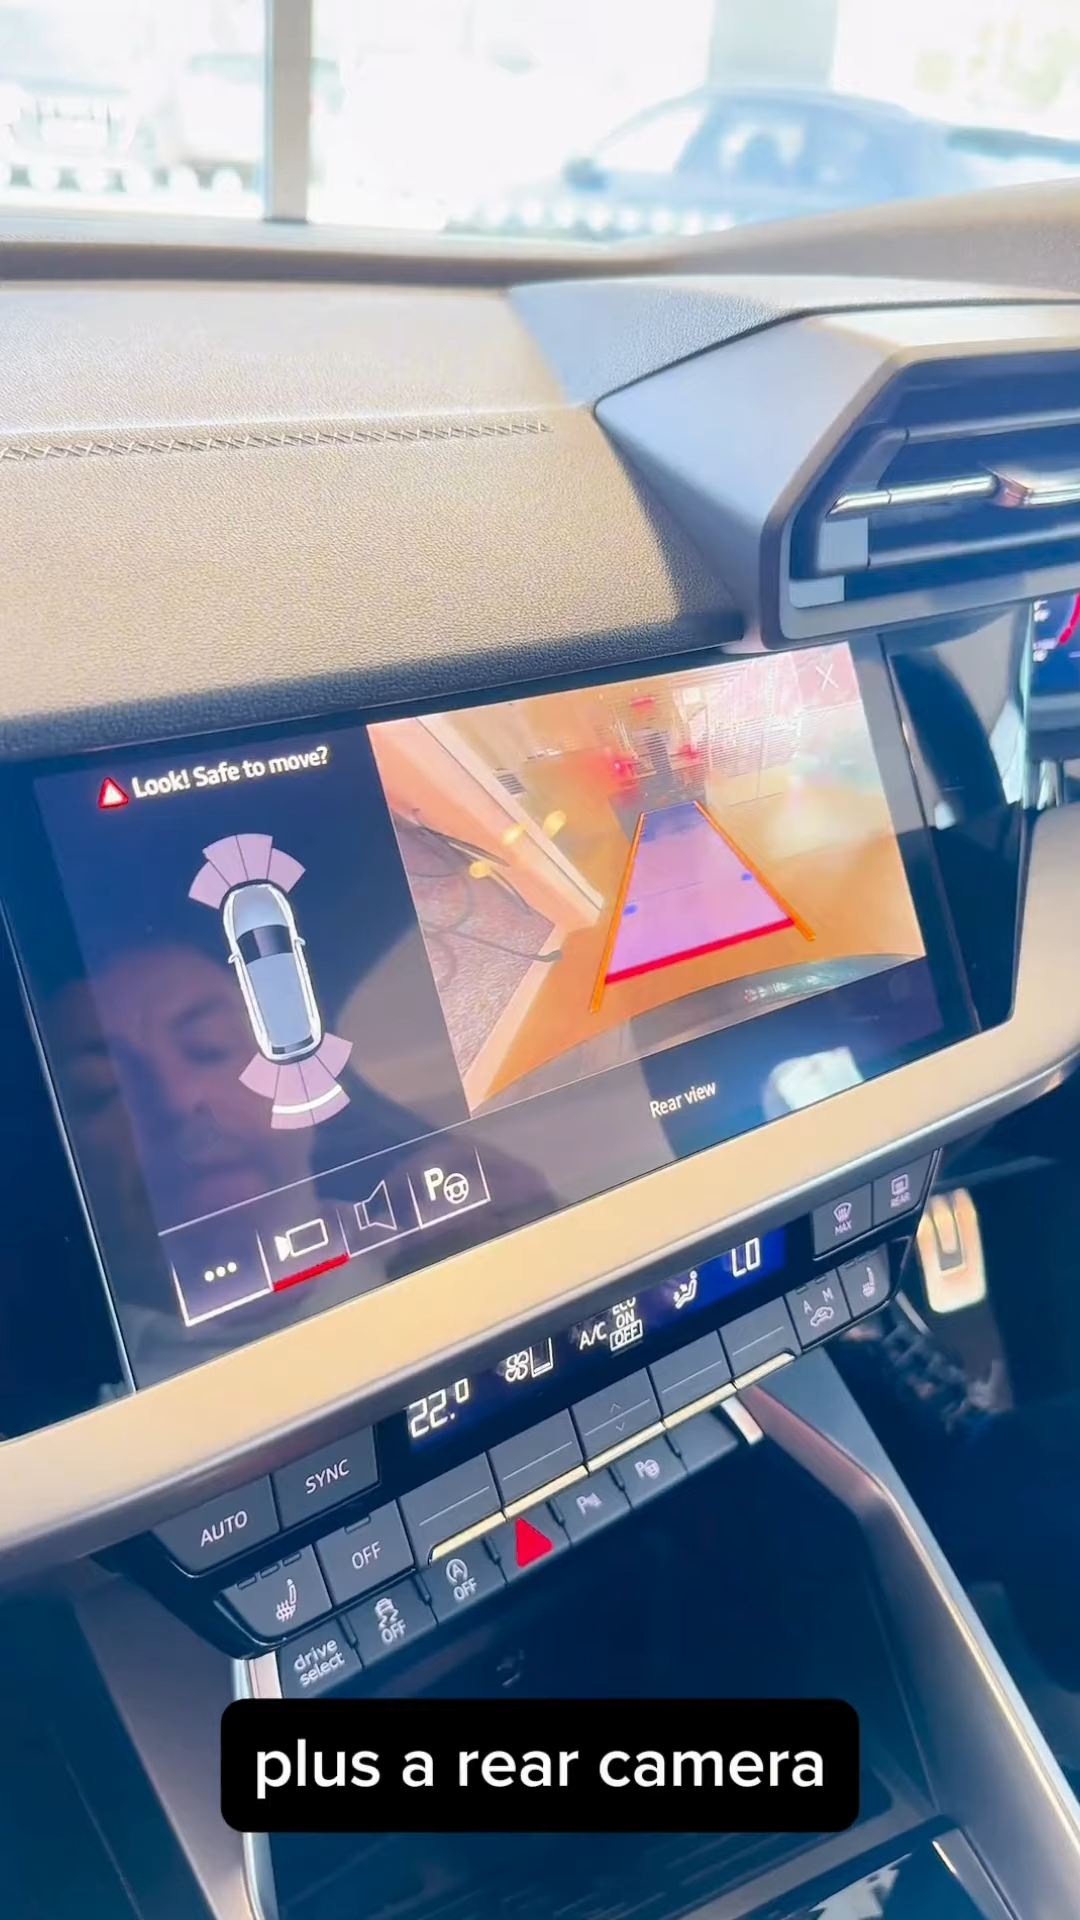 Look! Safe to move?
Rear view
P
MAX
REAR
LO
A/C
ECO
ON
OFF
22.0
A M
SYNC
AUTO
OFF
P
P
A
OFF
OFF
drive
select
plus a rear camera